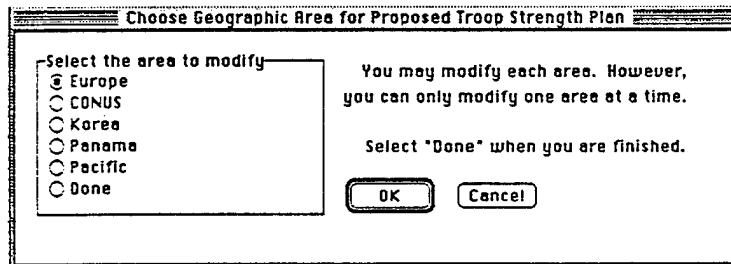 Choose Geographic Area for Proposed Troop Strength Plan
Select the area to modify
Europe
CONUS
Korea
Panama
Pacific
Done
You may modify each area. However,
you can only modify one area at a time.
Select "Done" when you are finished.
OK
Cancel